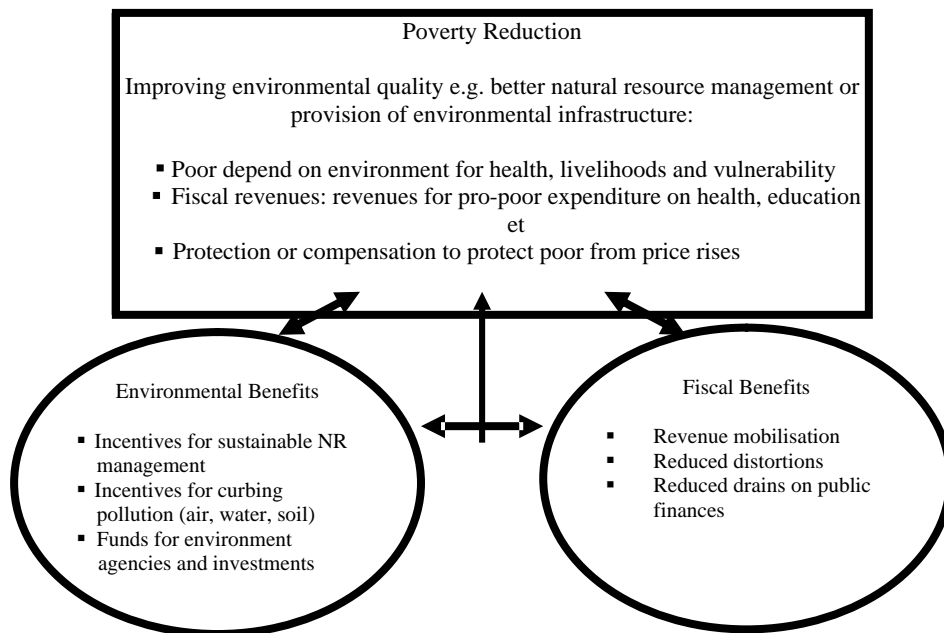 Poverty Reduction
Improving environmental quality e.g. better natural resource management or
provision of environmental infrastructure:
▪ Poor depend on environment for health, livelihoods and vulnerability
▪ Fiscal revenues: revenues for pro-poor expenditure on health, education
et
▪ Protection or compensation to protect poor from price rises
Environmental Benefits
▪ Incentives for sustainable NR
management
▪ Incentives for curbing
pollution (air, water, soil)
▪ Funds for environment
agencies and investments
Fiscal Benefits
▪ Revenue mobilisation
▪ Reduced distortions
▪ Reduced drains on public
finances